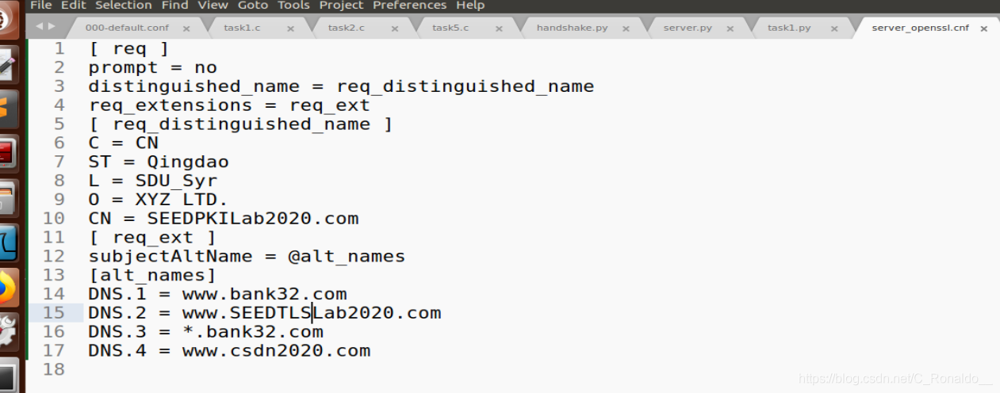 File Edit Selection Find View Goto Tools Project Preferences Help
000-default.conf × task1.c × task2.c × task5.c × handshake.py × server.py × task1.py × server_openssl.cnf ×
1 [ req ]
2 prompt = no
3 distinguished_name = req_distinguished_name
4 req_extensions = req_ext
5 [ req_distinguished_name ]
6 C = CN
7 ST = Qingdao
8 L = SDU_Syr
9 O = XYZ LTD.
10 CN = SEEDPKILab2020.com
11 [ req_ext ]
12 subjectAltName = @alt_names
13 [alt_names]
14 DNS.1 = www.bank32.com
15 DNS.2 = www.SEEDTLSLab2020.com
16 DNS.3 = *.bank32.com
17 DNS.4 = www.csdn2020.com
18
https://blog.csdn.net/C_Ronaldo__